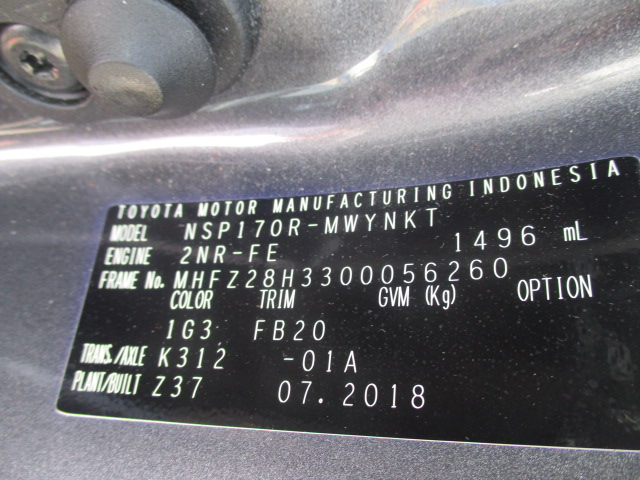 TOYOTA MOTOR MANUFACTURING INDONESIA
MODEL NSP170R-MWYNKT
ENGINE 2NR-FE 1496 mL
FRAME No. MHFZ28H3300056260
COLOR TRIM GVM (Kg) OPTION
1G3 FB20
TRANS./AXLE K312 -01A
PLANT/BUILT Z37 07.2018